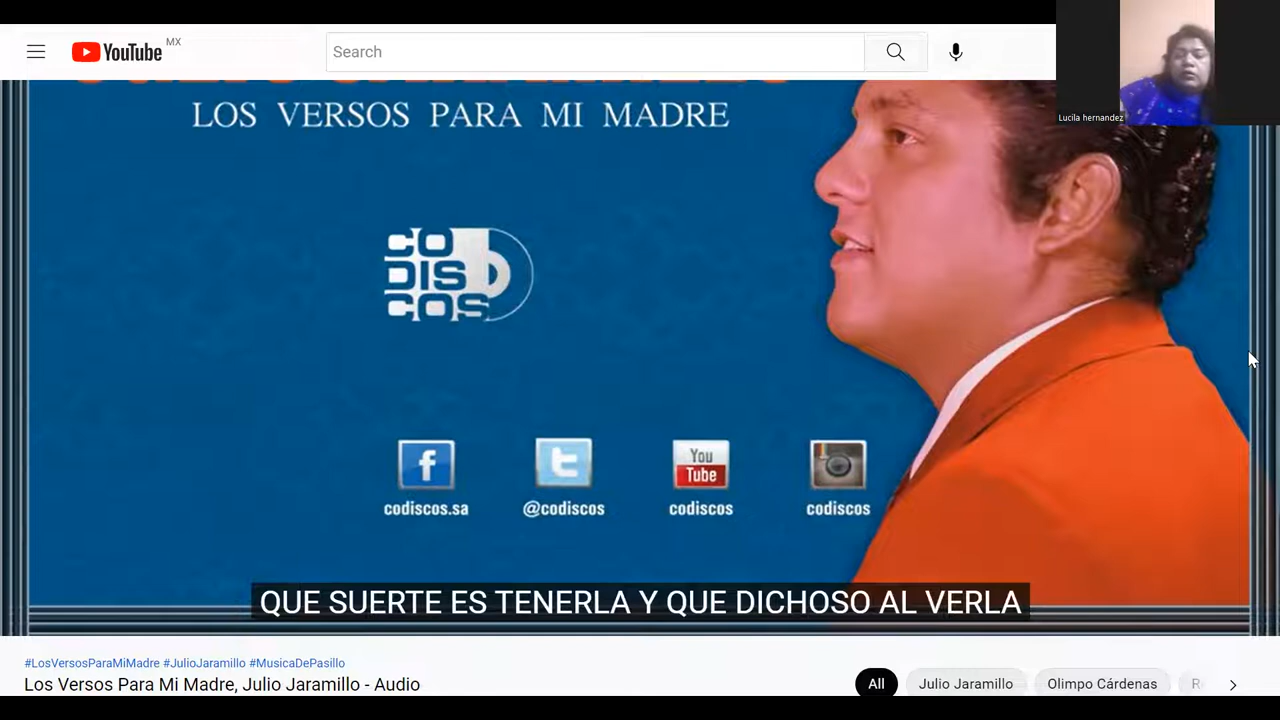 YouTube MX
Search
Lucila hernandez
LOS VERSOS PARA MI MADRE
CO
DIS
COS
You
Tube
codiscos.sa
@codiscos
codiscos
codiscos
QUE SUERTE ES TENERLA Y QUE DICHOSO AL VERLA
#LosVersosParaMiMadre #JulioJaramillo #MusicaDePasillo
Los Versos Para Mi Madre, Julio Jaramillo - Audio
All
Julio Jaramillo
Olimpo Cárdenas